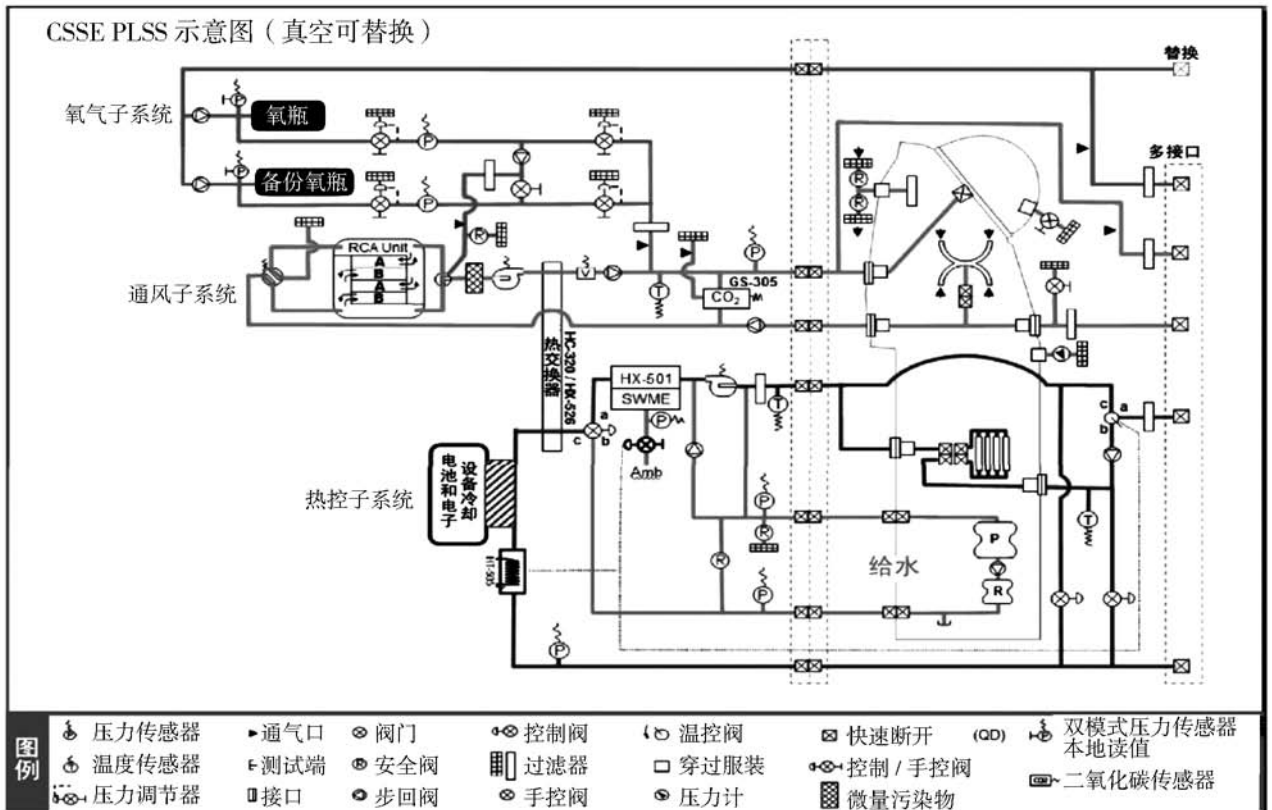 CSSE PLSS 示意图（真空可替换）
替换
氧气子系统
氧瓶
多接口
备份氧瓶
RCA Unit
A
B
A
B
通风子系统
GS-305
CO₂
V
P
P
P
P
P
T
R
R
R
热交换器
HC-320 / HX-526
HX-501
SWME
a
c
b
P
Amb
T
c
a
b
设备冷却
电池和电子
热控子系统
P
R
T
P
R
给水
R
HT-505
P
P
图例
压力传感器
通气口
阀门
控制阀
温控阀
快速断开 (QD)
双模式压力传感器
本地读值
温度传感器
测试端
安全阀
过滤器
穿过服装
控制 / 手控阀
二氧化碳传感器
压力调节器
接口
步回阀
手控阀
压力计
微量污染物